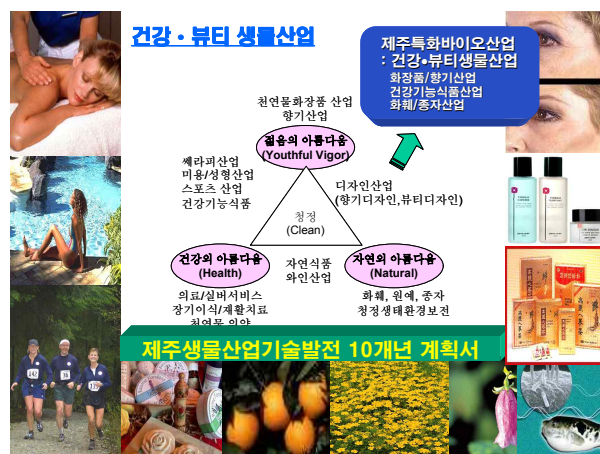 건강 • 뷰티 생물산업
제주특화바이오산업
: 건강•뷰티생물산업
화장품/향기산업
건강기능식품산업
화훼/종자산업
천연물화장품 산업
향기산업
젊음의 아름다움
(Youthful Vigor)
쎄라피산업
미용/성형산업
스포츠 산업
건강기능식품
디자인산업
(향기디자인,뷰티디자인)
청정
(Clean)
건강의 아름다움
(Health)
자연식품
와인산업
자연의 아름다움
(Natural)
의료/실버서비스
장기이식/재활치료
천연물 의약
화훼, 원예, 종자
청정생태환경보전
제주생물산업기술발전 10개년 계획서